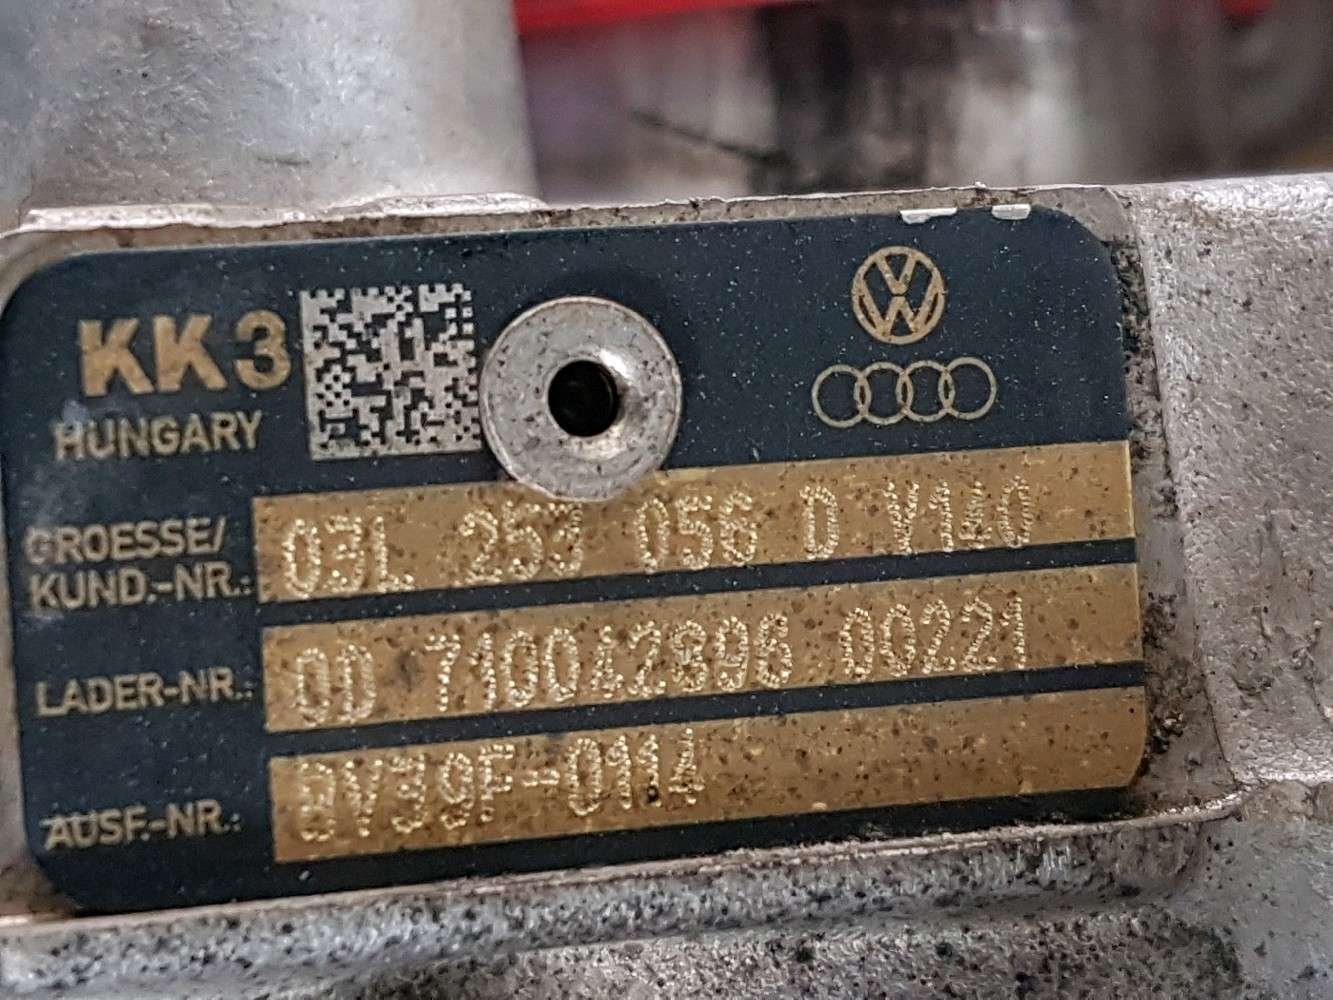 KK3
HUNGARY
GROESSE/
KUND.-NR.: 03L 253 056 D V140
LADER-NR.: 0D 710042896 00221
AUSF.-NR.: BV39F-0114